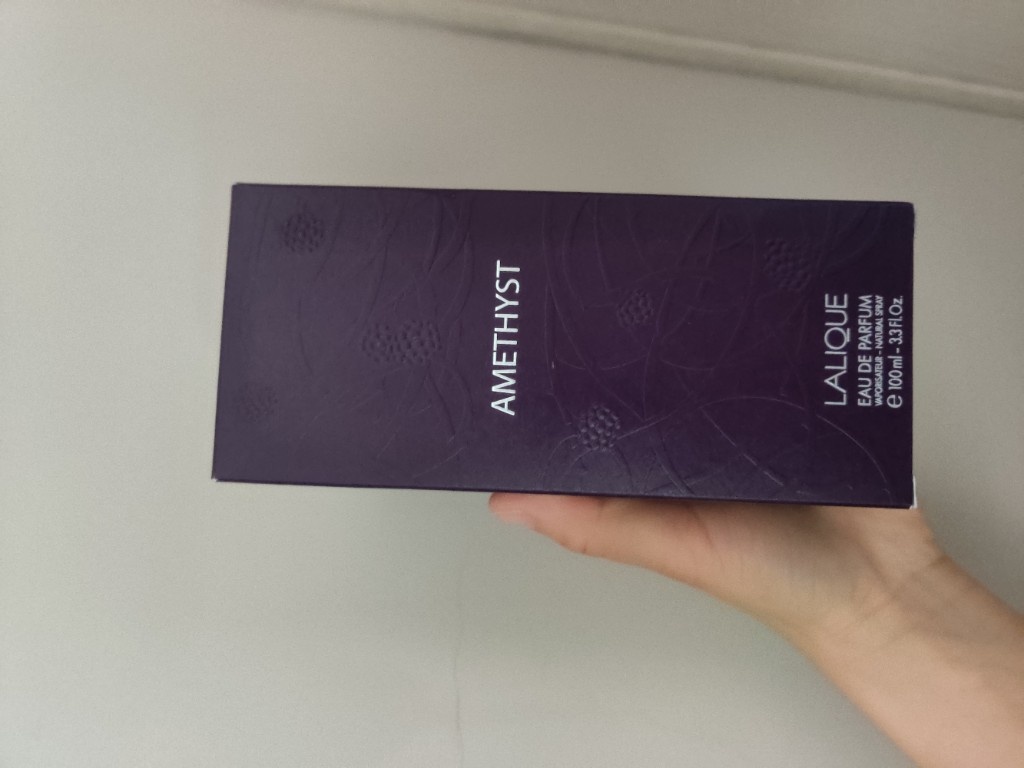 AMETHYST
LALIQUE
EAU DE PARFUM
VAPORISATEUR - NATURAL SPRAY
e 100 ml - 3.3 Fl.Oz.